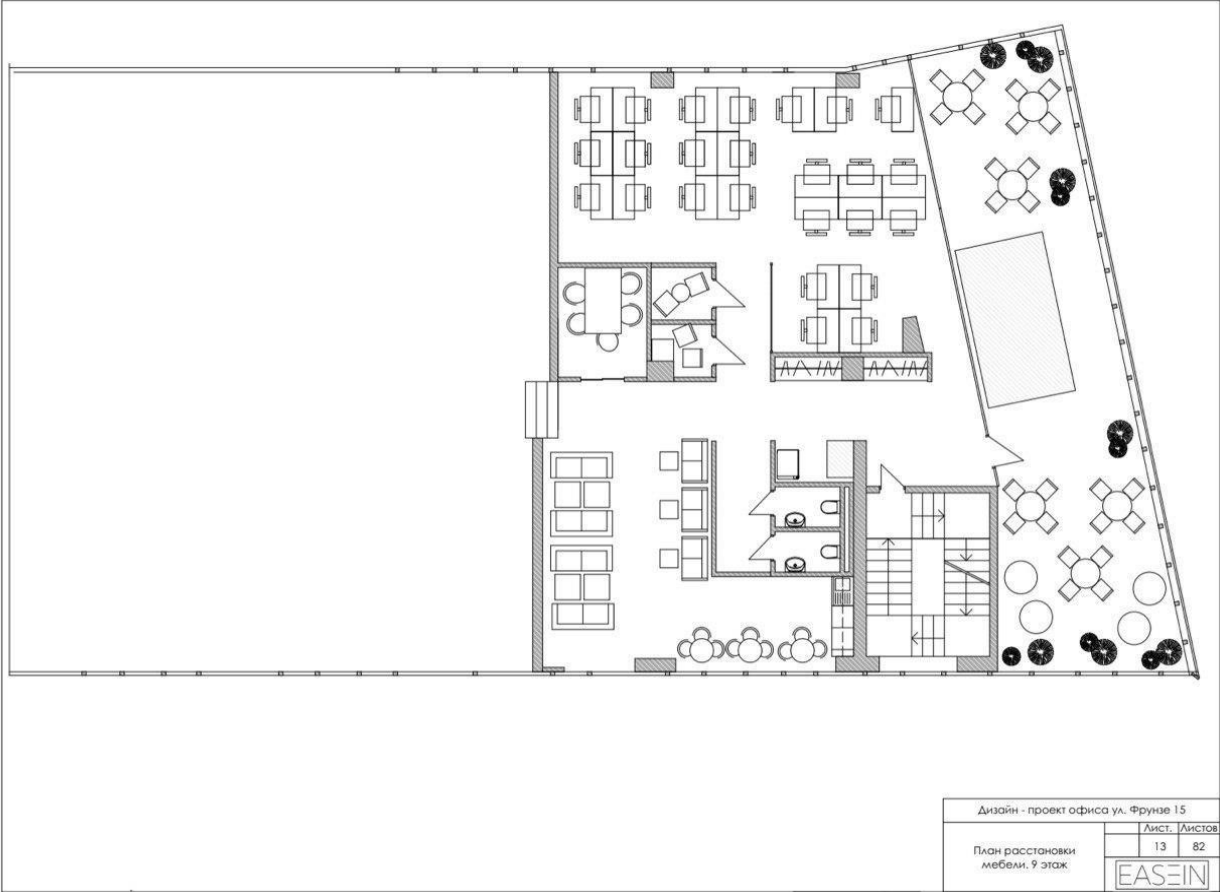 Дизайн - проект офиса ул. Фрунзе 15
Лист. Листов
План расстановки
мебели. 9 этаж
13 82
EASEIN